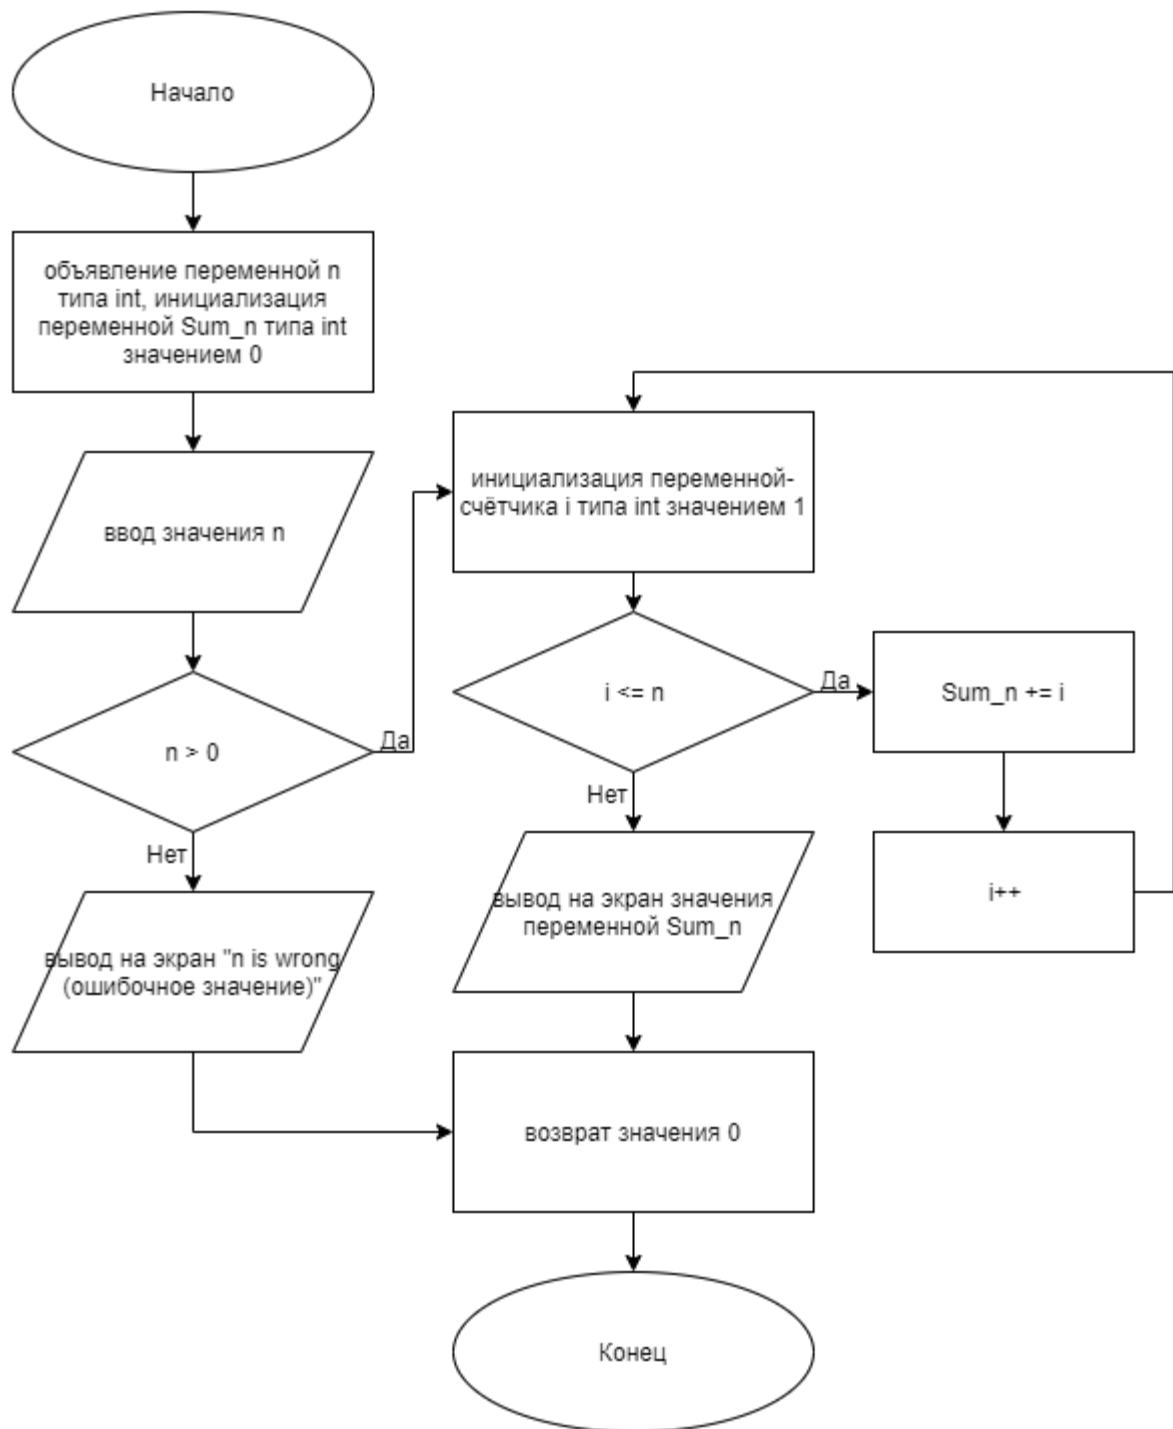 Начало
объявление переменной n
типа int, инициализация
переменной Sum_n типа int
значением 0
ввод значения n
n > 0
Да
Нет
вывод на экран "n is wrong
(ошибочное значение)"
инициализация переменной-
счётчика i типа int значением 1
i <= n
Да
Sum_n += i
i++
Нет
вывод на экран значения
переменной Sum_n
возврат значения 0
Конец